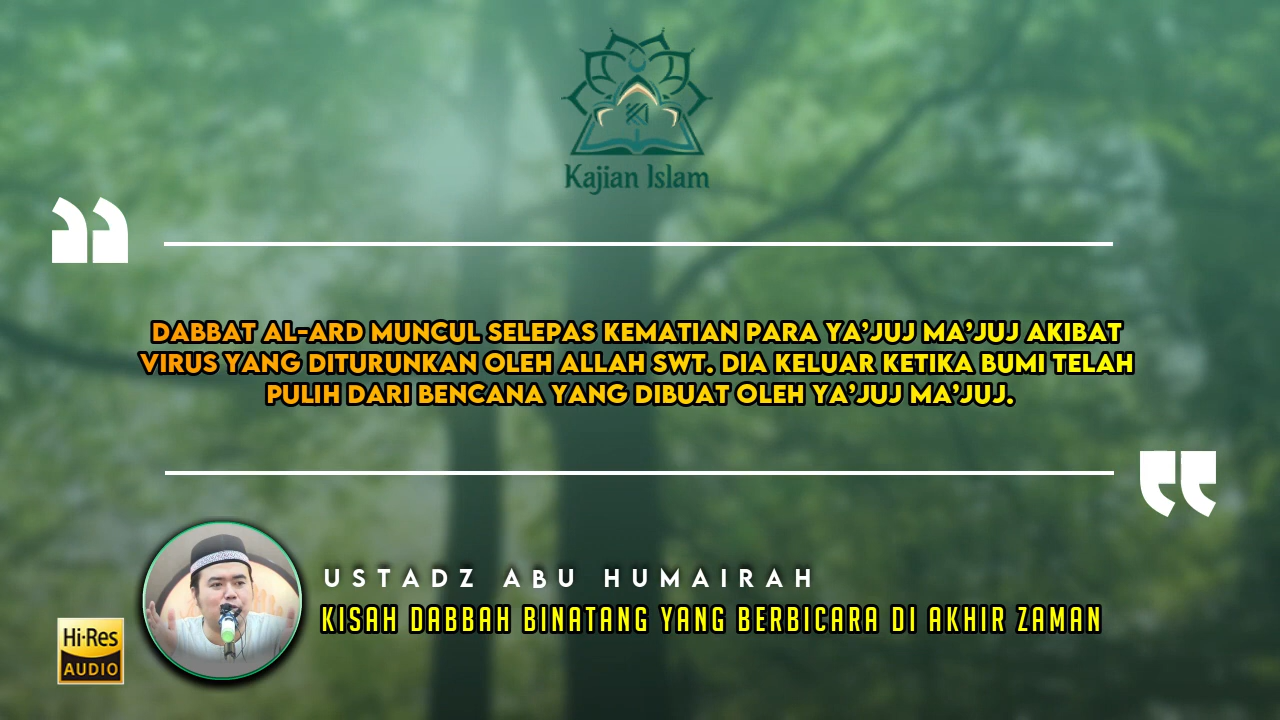 Kajian Islam
DABBAT AL-ARD MUNCUL SELEPAS KEMATIAN PARA YA'JUJ MA'JUJ AKIBAT
VIRUS YANG DITURUNKAN OLEH ALLAH SWT. DIA KELUAR KETIKA BUMI TELAH
PULIH DARI BENCANA YANG DIBUAT OLEH YA'JUJ MA'JUJ.
USTADZ ABU HUMAIRAH
KISAH DABBAH BINATANG YANG BERBICARA DI AKHIR ZAMAN
Hi-Res
AUDIO